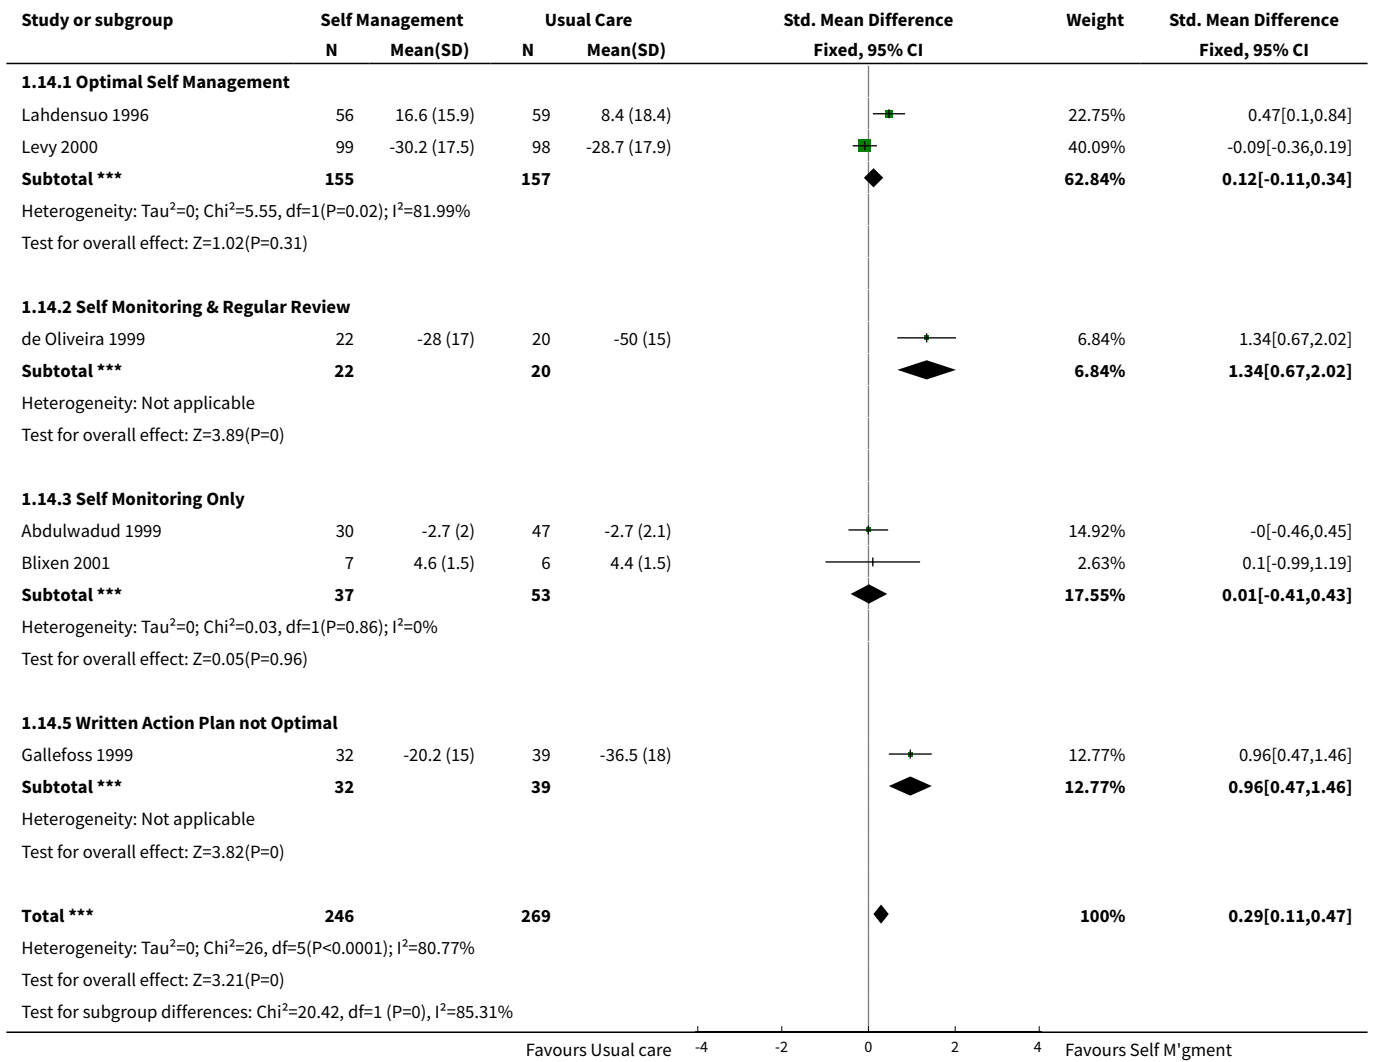 Study or subgroup Self Management Usual Care Std. Mean Difference Weight Std. Mean Difference
N Mean(SD) N Mean(SD) Fixed, 95% CI Fixed, 95% CI
1.14.1 Optimal Self Management
Lahdensuo 1996 56 16.6 (15.9) 59 8.4 (18.4) 22.75% 0.47[0.1,0.84]
Levy 2000 99 -30.2 (17.5) 98 -28.7 (17.9) 40.09% -0.09[-0.36,0.19]
Subtotal *** 155 157 62.84% 0.12[-0.11,0.34]
Heterogeneity: Tau²=0; Chi²=5.55, df=1(P=0.02); I²=81.99%
Test for overall effect: Z=1.02(P=0.31)
1.14.2 Self Monitoring & Regular Review
de Oliveira 1999 22 -28 (17) 20 -50 (15) 6.84% 1.34[0.67,2.02]
Subtotal *** 22 20 6.84% 1.34[0.67,2.02]
Heterogeneity: Not applicable
Test for overall effect: Z=3.89(P=0)
1.14.3 Self Monitoring Only
Abdulwadud 1999 30 -2.7 (2) 47 -2.7 (2.1) 14.92% -0[-0.46,0.45]
Blixen 2001 7 4.6 (1.5) 6 4.4 (1.5) 2.63% 0.1[-0.99,1.19]
Subtotal *** 37 53 17.55% 0.01[-0.41,0.43]
Heterogeneity: Tau²=0; Chi²=0.03, df=1(P=0.86); I²=0%
Test for overall effect: Z=0.05(P=0.96)
1.14.5 Written Action Plan not Optimal
Gallefoss 1999 32 -20.2 (15) 39 -36.5 (18) 12.77% 0.96[0.47,1.46]
Subtotal *** 32 39 12.77% 0.96[0.47,1.46]
Heterogeneity: Not applicable
Test for overall effect: Z=3.82(P=0)
Total *** 246 269 100% 0.29[0.11,0.47]
Heterogeneity: Tau²=0; Chi²=26, df=5(P<0.0001); I²=80.77%
Test for overall effect: Z=3.21(P=0)
Test for subgroup differences: Chi²=20.42, df=1 (P=0), I²=85.31%
Favours Usual care -4 -2 0 2 4 Favours Self M'gment